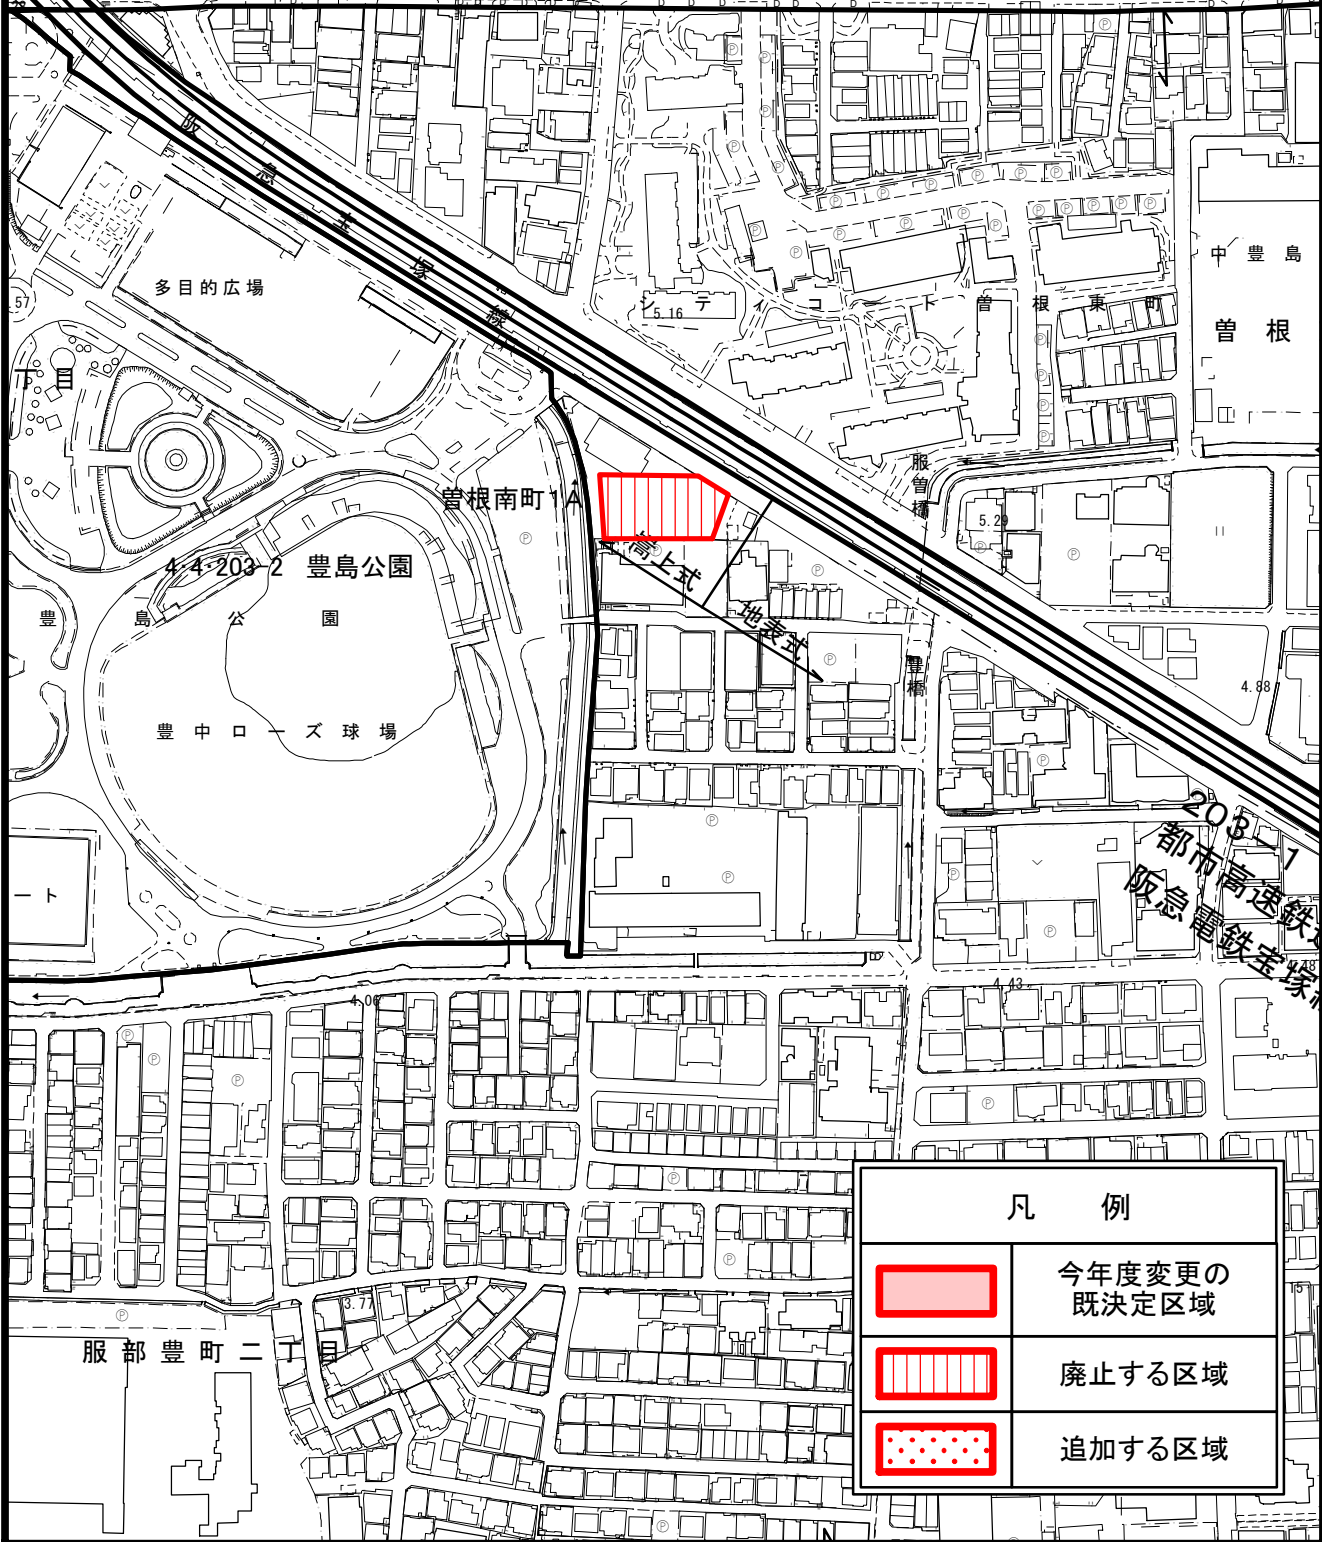 阪急宝塚線
多目的広場
中豊島
5.16
シティコート曽根東町
.57
曽根
丁目
服曽橋
曽根南町1A
5.29
嵩上式
4・4・203-2 豊島公園
地表式
豊島公園
豊橋
4.88
豊中ローズ球場
203-1
都市高速鉄道
阪急電鉄宝塚線
ート
4.43
4.06
凡例
今年度変更の
既決定区域
3.77
服部豊町二丁目
廃止する区域
追加する区域